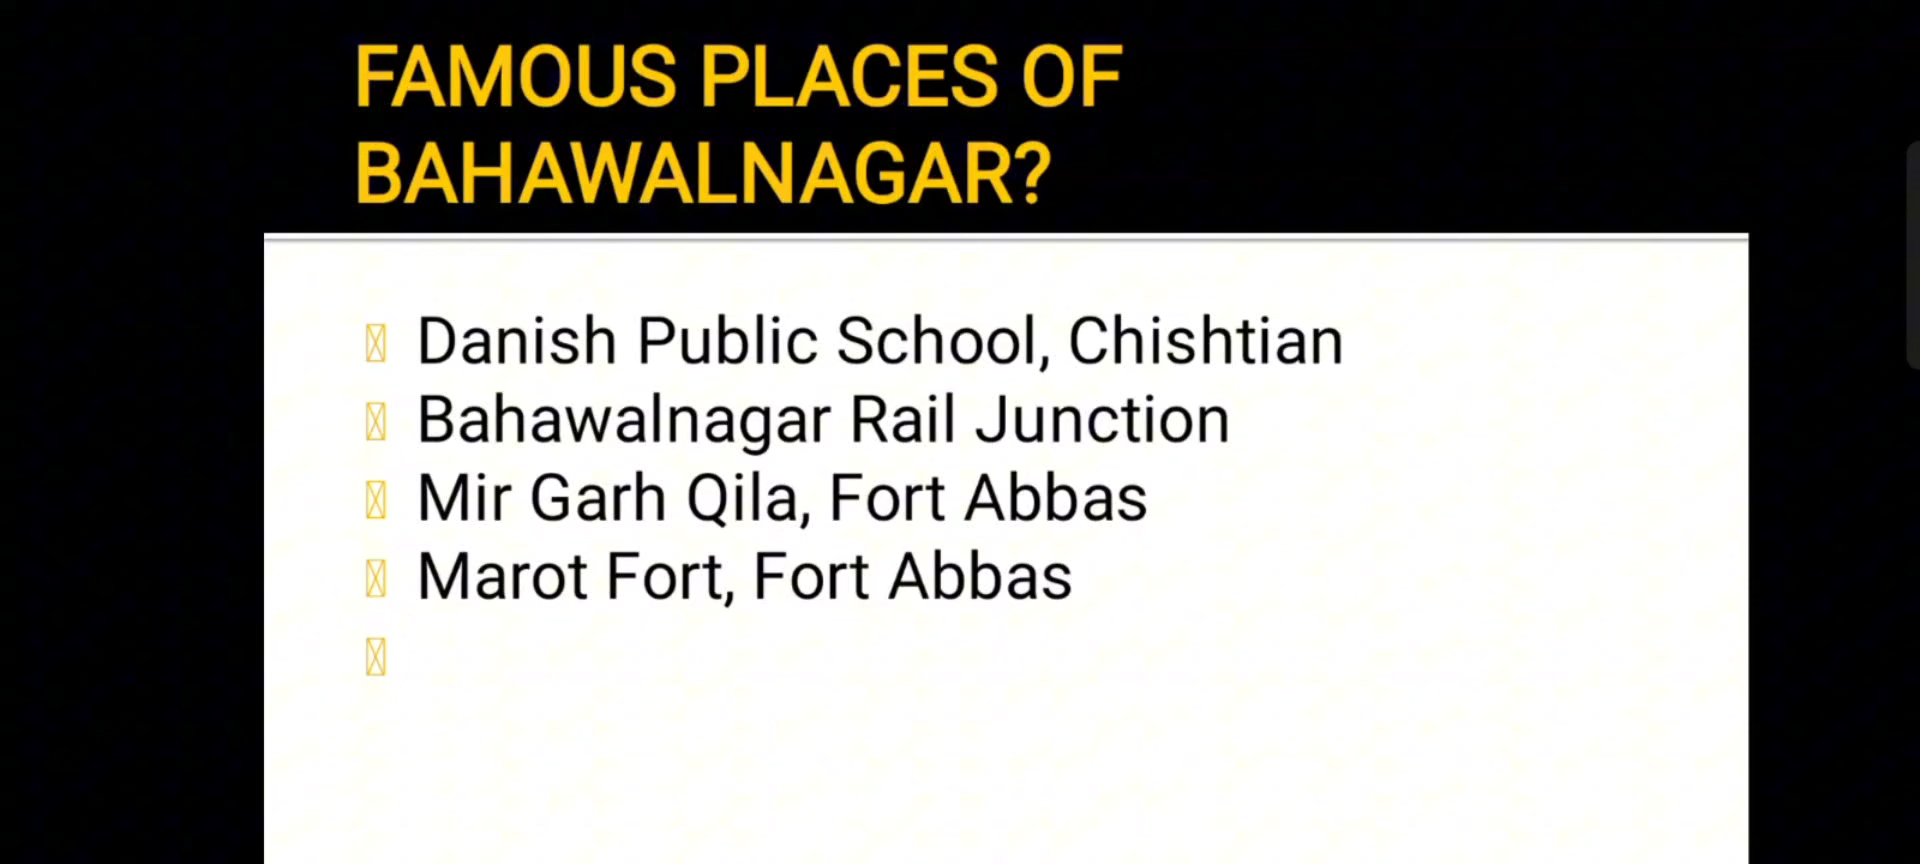 FAMOUS PLACES OF
BAHAWALNAGAR?
Danish Public School, Chishtian
Bahawalnagar Rail Junction
Mir Garh Qila, Fort Abbas
Marot Fort, Fort Abbas